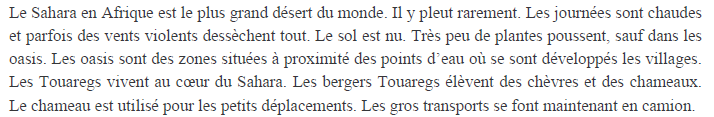 Le Sahara en Afrique est le plus grand désert du monde. Il y pleut rarement. Les journées sont chaudes
et parfois des vents violents dessèchent tout. Le sol est nu. Très peu de plantes poussent, sauf dans les
oasis. Les oasis sont des zones situées à proximité des points d’eau où se sont développés les villages.
Les Touaregs vivent au cœur du Sahara. Les bergers Touaregs élèvent des chèvres et des chameaux.
Le chameau est utilisé pour les petits déplacements. Les gros transports se font maintenant en camion.